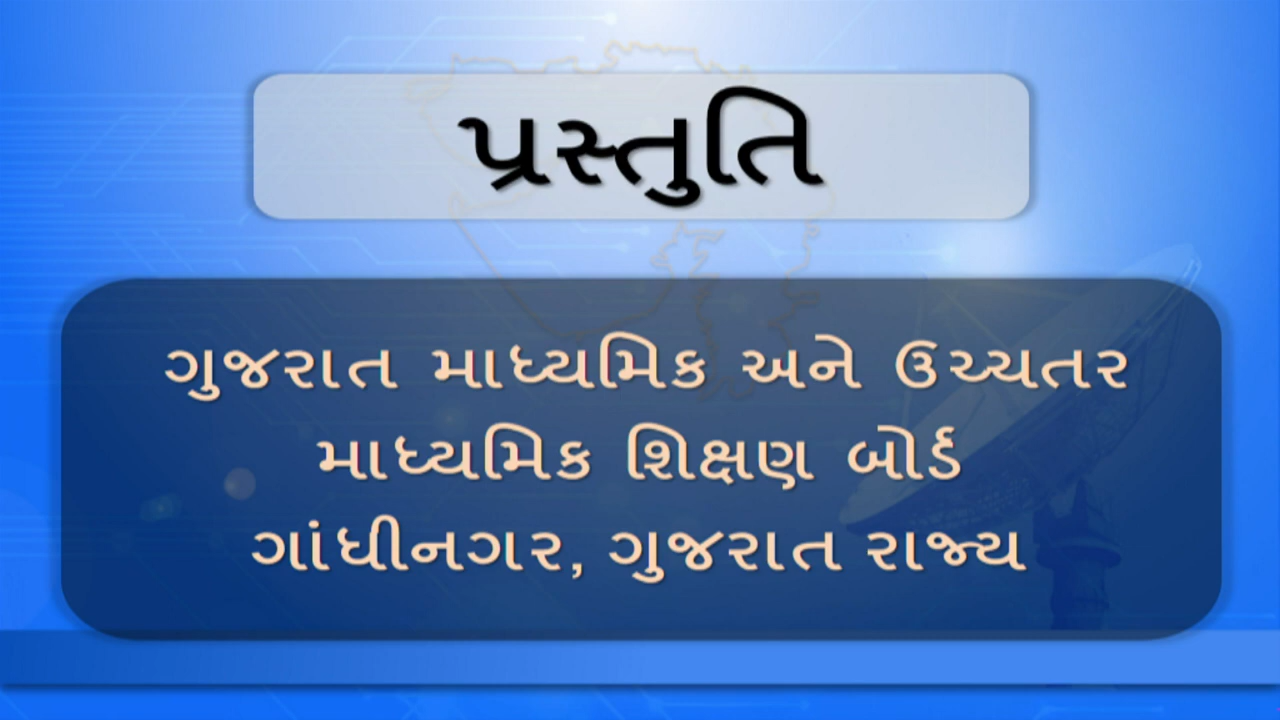 પ્રસ્તુતિ
ગુજરાત માધ્યમિક અને ઉચ્ચતર
માધ્યમિક શિક્ષણ બોર્ડ
ગાંધીનગર, ગુજરાત રાજ્ય